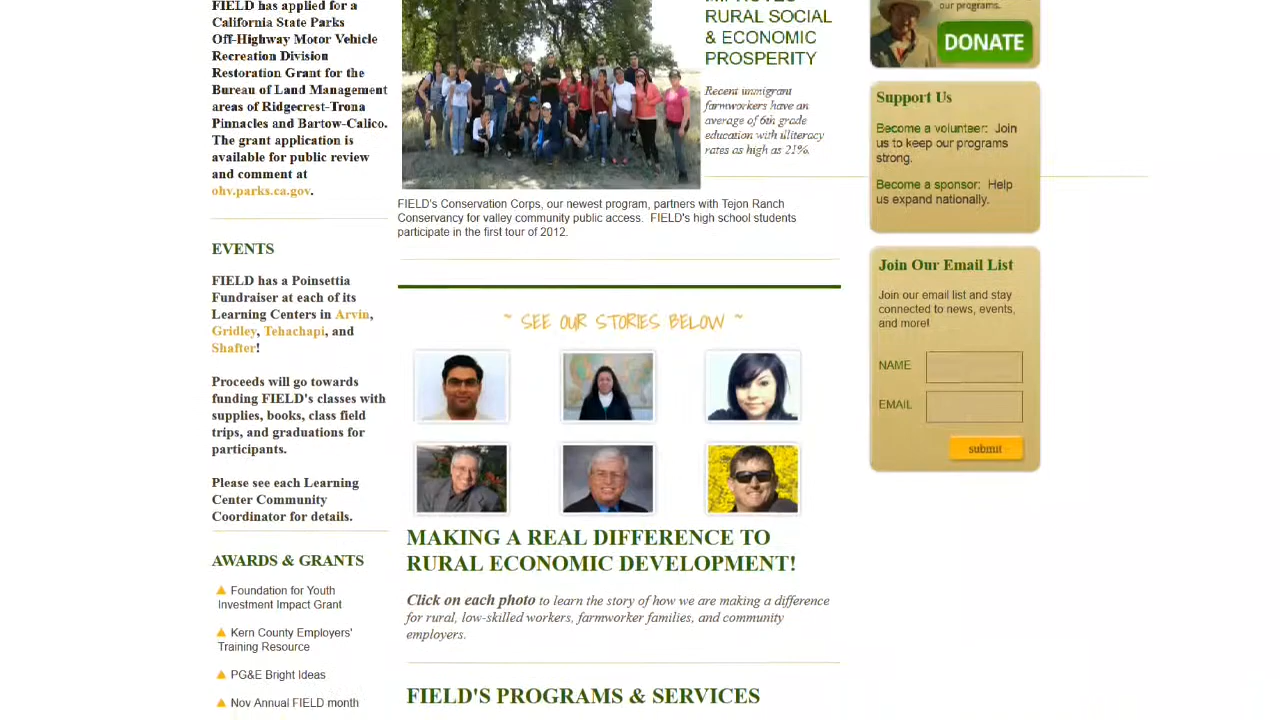 FIELD has applied for a
California State Parks
Off-Highway Motor Vehicle
Recreation Division
Restoration Grant for the
Bureau of Land Management
areas of Ridgecrest-Trona
Pinnacles and Bartow-Calico.
The grant application is
available for public review
and comment at
ohv.parks.ca.gov.
EVENTS
FIELD has a Poinsettia
Fundraiser at each of its
Learning Centers in Arvin,
Gridley, Tehachapi, and
Shafter!
Proceeds will go towards
funding FIELD's classes with
supplies, books, class field
trips, and graduations for
participants.
Please see each Learning
Center Community
Coordinator for details.
AWARDS & GRANTS
Foundation for Youth
Investment Impact Grant
Kern County Employers'
Training Resource
PG&E Bright Ideas
Nov Annual FIELD month
RURAL SOCIAL
& ECONOMIC
PROSPERITY
Recent immigrant
farmworkers have an
average of 6th grade
education with illiteracy
rates as high as 21%.
FIELD's Conservation Corps, our newest program, partners with Tejon Ranch
Conservancy for valley community public access. FIELD's high school students
participate in the first tour of 2012.
~ SEE OUR STORIES BELOW ~
MAKING A REAL DIFFERENCE TO
RURAL ECONOMIC DEVELOPMENT!
Click on each photo to learn the story of how we are making a difference
for rural, low-skilled workers, farmworker families, and community
employers.
FIELD'S PROGRAMS & SERVICES
our programs.
DONATE
Support Us
Become a volunteer: Join
us to keep our programs
strong.
Become a sponsor: Help
us expand nationally.
Join Our Email List
Join our email list and stay
connected to news, events,
and more!
NAME
EMAIL
submit